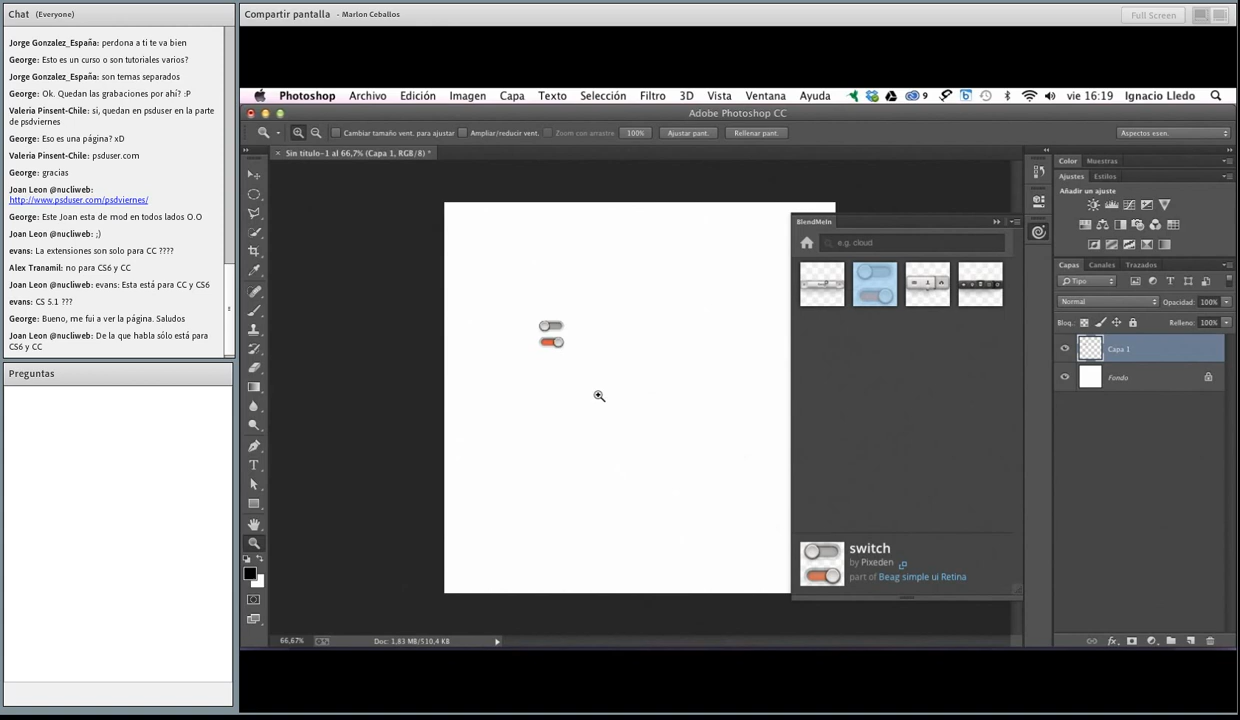 Chat (Everyone)
Jorge Gonzalez_España: perdona a ti te va bien
George: Esto es un curso o son tutoriales varios?
Jorge Gonzalez_España: son temas separados
George: Ok. Quedan las grabaciones por ahí? :P
Valeria Pinsent-Chile: si, quedan en psduser en la parte
de psdviernes
George: Eso es una página? xD
Valeria Pinsent-Chile: psduser.com
George: gracias
Joan Leon @nucliweb:
http://www.psduser.com/psdviernes/
George: Este Joan esta de mod en todos lados O.O
Joan Leon @nucliweb: ;)
evans: La extensiones son solo para CC ????
Alex Tranamil: no para CS6 y CC
Joan Leon @nucliweb: evans: Esta está para CC y CS6
evans: CS 5.1 ???
George: Bueno, me fui a ver la página. Saludos
Joan Leon @nucliweb: De la que habla sólo está para
CS6 y CC
Preguntas
Compartir pantalla - Marlon Ceballos
Full Screen
Photoshop Archivo Edición Imagen Capa Texto Selección Filtro 3D Vista Ventana Ayuda 9 vie 16:19 Ignacio Lledo
Adobe Photoshop CC
Cambiar tamaño vent. para ajustar Ampliar/reducir vent. Zoom con arrastre 100% Ajustar pant. Rellenar pant. Aspectos esen.
Sin titulo-1 al 66,7% (Capa 1, RGB/8) *
BlendMeIn
e.g. cloud
switch
by Pixeden
part of Beag simple ui Retina
66,67% Doc: 1,83 MB/510,4 KB
Color Muestras
Ajustes Estilos
Añadir un ajuste
Capas Canales Trazados
Tipo
Normal Opacidad: 100%
Bloq.: Relleno: 100%
Capa 1
Fondo